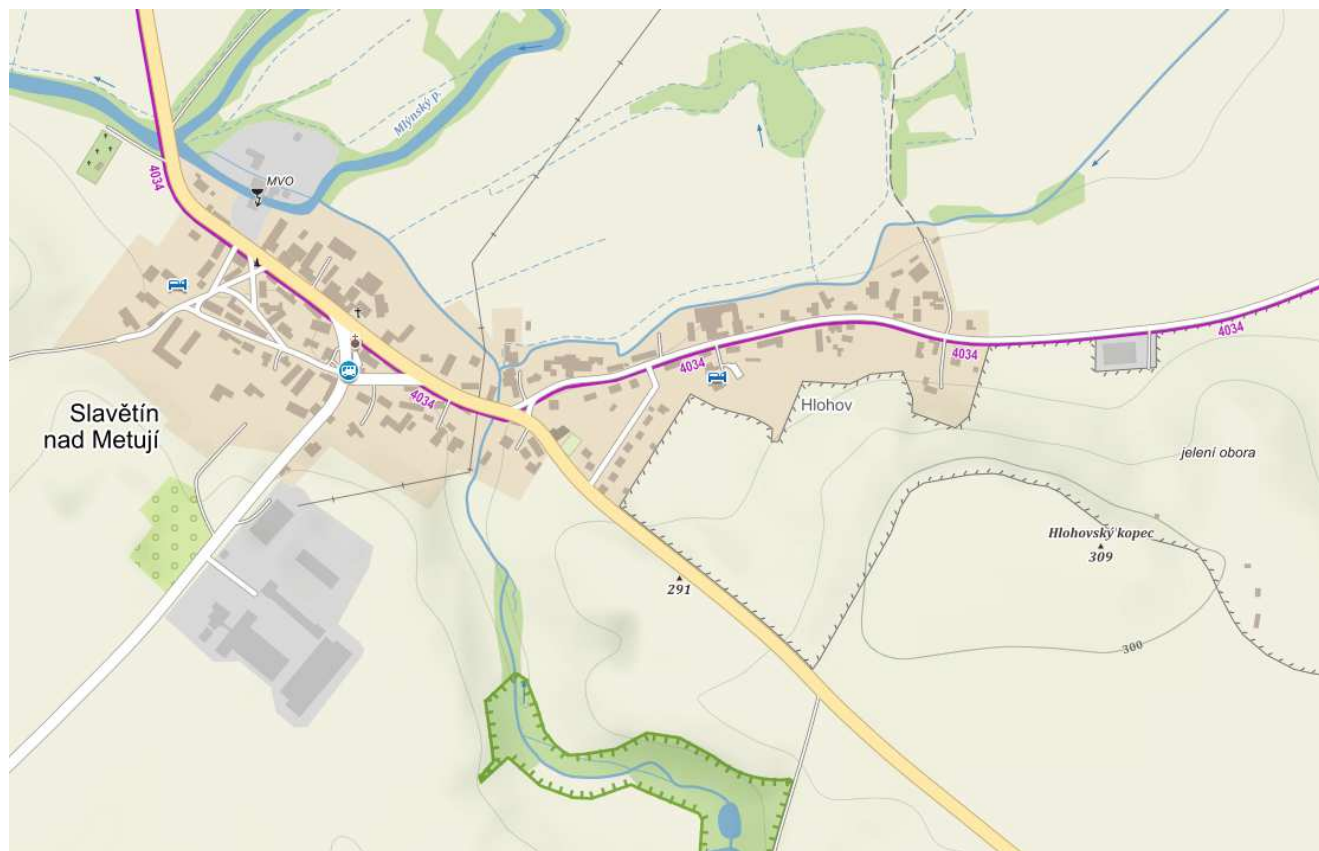 Mlýnský p.
4034
MVO
4034
4034
4034
4034
Hlohov
Slavětín
nad Metují
jelení obora
Hlohovský kopec
309
291
300